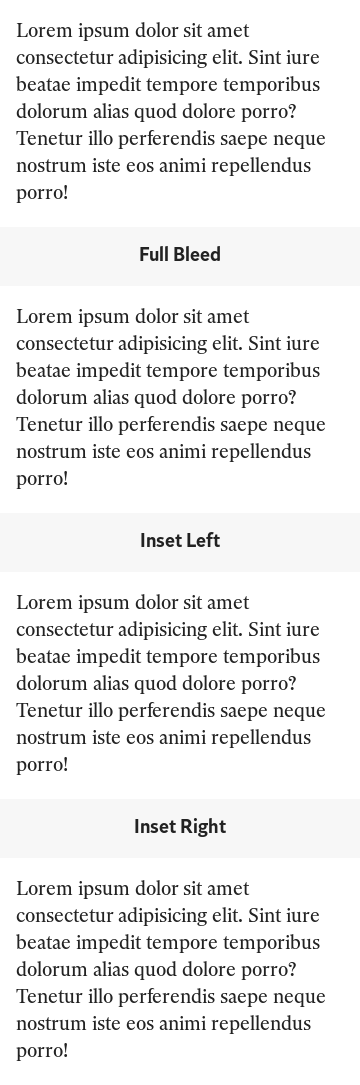 Lorem ipsum dolor sit amet
consectetur adipisicing elit. Sint iure
beatae impedit tempore temporibus
dolorum alias quod dolore porro?
Tenetur illo perferendis saepe neque
nostrum iste eos animi repellendus
porro!
Full Bleed
Lorem ipsum dolor sit amet
consectetur adipisicing elit. Sint iure
beatae impedit tempore temporibus
dolorum alias quod dolore porro?
Tenetur illo perferendis saepe neque
nostrum iste eos animi repellendus
porro!
Inset Left
Lorem ipsum dolor sit amet
consectetur adipisicing elit. Sint iure
beatae impedit tempore temporibus
dolorum alias quod dolore porro?
Tenetur illo perferendis saepe neque
nostrum iste eos animi repellendus
porro!
Inset Right
Lorem ipsum dolor sit amet
consectetur adipisicing elit. Sint iure
beatae impedit tempore temporibus
dolorum alias quod dolore porro?
Tenetur illo perferendis saepe neque
nostrum iste eos animi repellendus
porro!